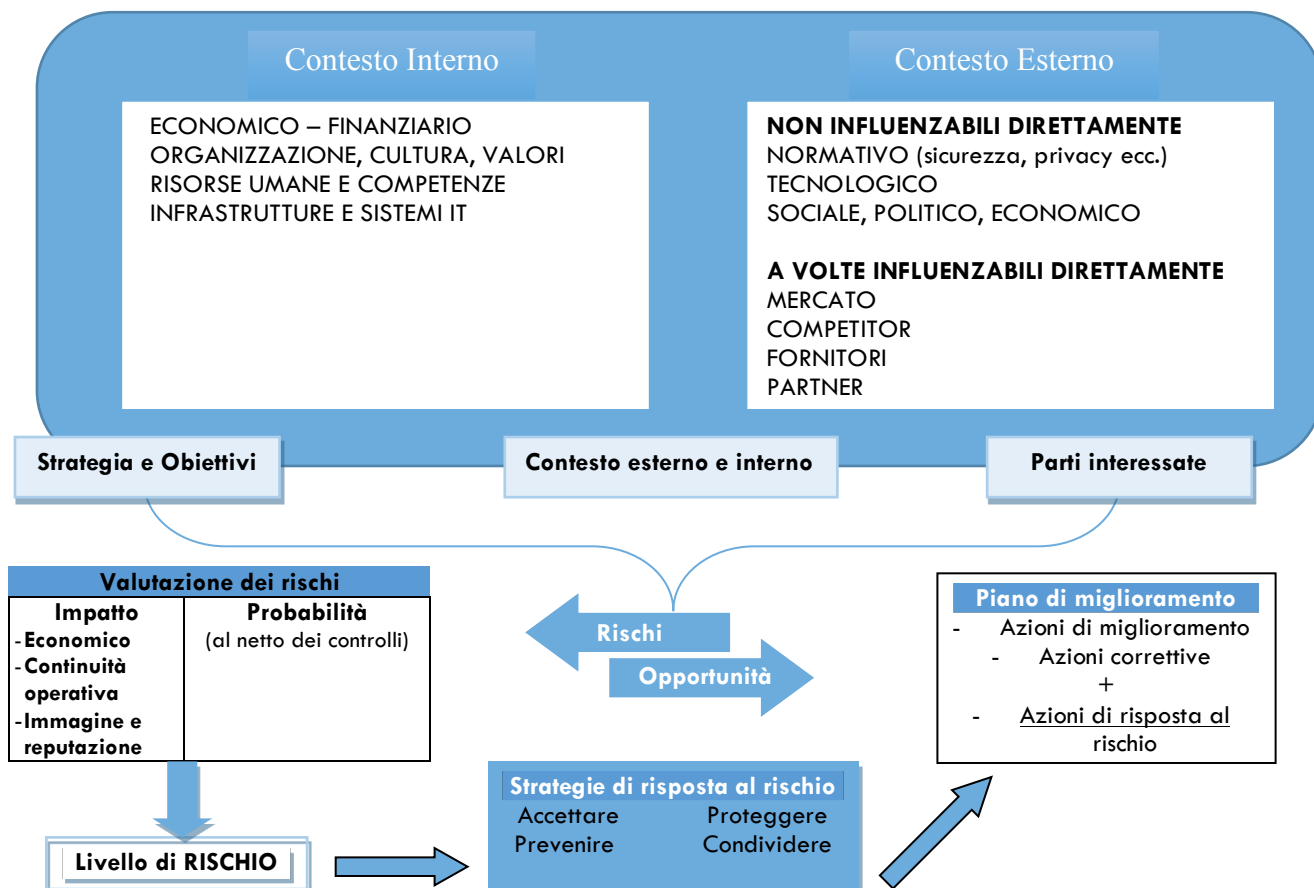 Contesto Interno
ECONOMICO – FINANZIARIO
ORGANIZZAZIONE, CULTURA, VALORI
RISORSE UMANE E COMPETENZE
INFRASTRUTTURE E SISTEMI IT
Contesto Esterno
NON INFLUENZABILI DIRETTAMENTE
NORMATIVO (sicurezza, privacy ecc.)
TECNOLOGICO
SOCIALE, POLITICO, ECONOMICO
A VOLTE INFLUENZABILI DIRETTAMENTE
MERCATO
COMPETITOR
FORNITORI
PARTNER
Strategia e Obiettivi
Contesto esterno e interno
Parti interessate
Valutazione dei rischi
Impatto
-Economico
-Continuità
operativa
-Immagine e
reputazione
Probabilità
(al netto dei controlli)
Rischi
Opportunità
Piano di miglioramento
- Azioni di miglioramento
- Azioni correttive
+
- Azioni di risposta al
rischio
Livello di RISCHIO
Strategie di risposta al rischio
Accettare Proteggere
Prevenire Condividere